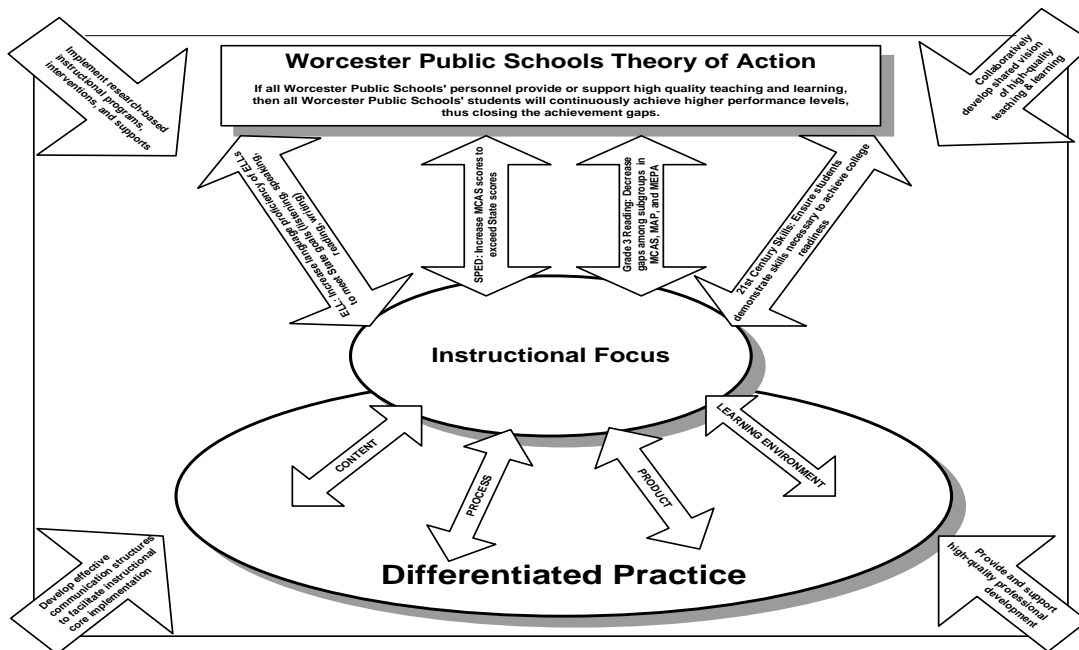 Implement research-based
instructional programs,
interventions, and supports
Worcester Public Schools Theory of Action
If all Worcester Public Schools' personnel provide or support high quality teaching and learning,
then all Worcester Public Schools' students will continuously achieve higher performance levels,
thus closing the achievement gaps.
Collaboratively
develop shared vision
of high-quality
teaching & learning
ELL: Increase language proficiency of ELLs
to meet State goals (listening, speaking,
reading, writing)
SPED: Increase MCAS scores to
exceed State scores
Grade 3 Reading: Decrease
gaps among subgroups in
MCAS, MAP, and MEPA
21st Century Skills: Ensure students
demonstrate skills necessary to achieve college
readiness
Instructional Focus
CONTENT
PROCESS
PRODUCT
LEARNING ENVIRONMENT
Differentiated Practice
Develop effective
communication structures
to facilitate instructional
core implementation
Provide and support
high-quality professional
development